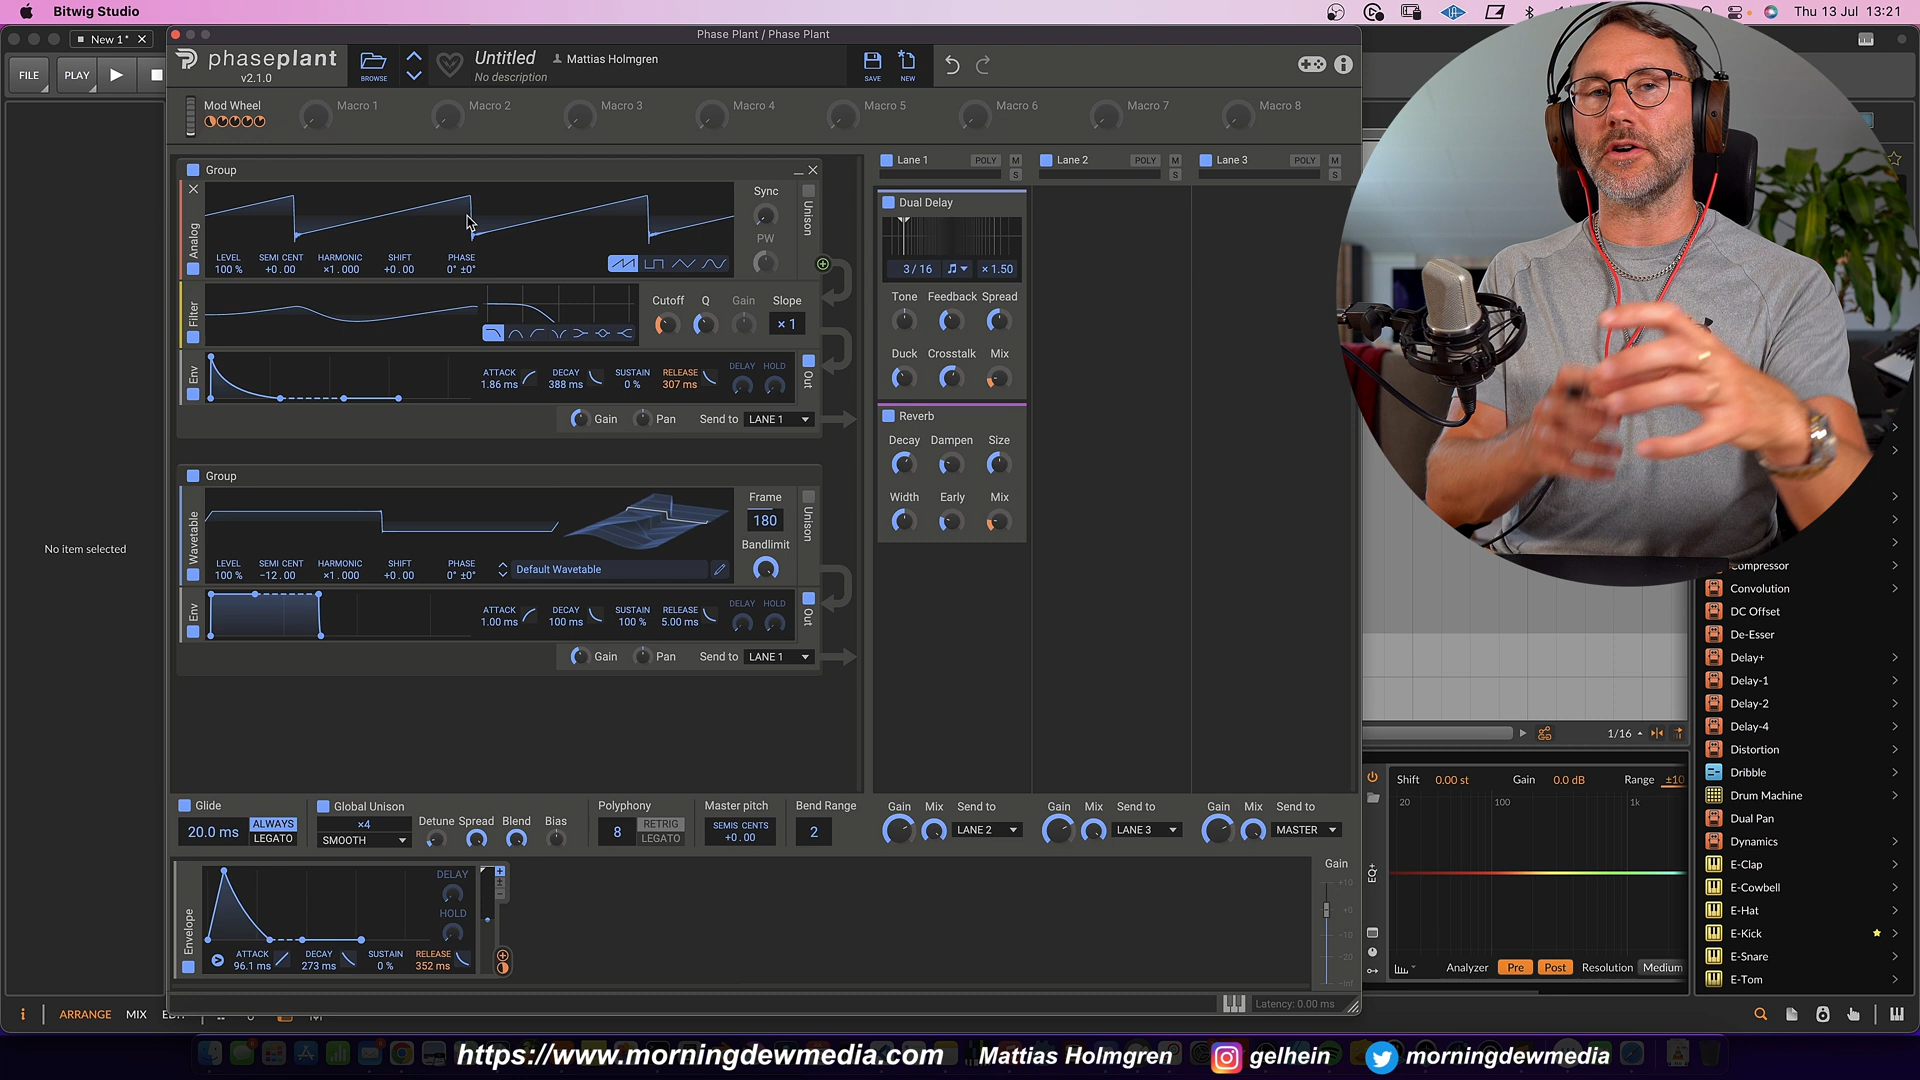 Bitwig Studio
Thu 13 Jul 13:21
New 1*
Phase Plant / Phase Plant
FILE
PLAY
phaseplant
v2.1.0
BROWSE
Untitled
Mattias Holmgren
No description
SAVE
NEW
Mod Wheel
Macro 1
Macro 2
Macro 3
Macro 4
Macro 5
Macro 6
Macro 7
Macro 8
Group
Analog
LEVEL SEMI CENT HARMONIC SHIFT PHASE
100 % +0.00 ×1.000 +0.00 0° ±0°
Sync
PW
Unison
Filter
Cutoff Q Gain Slope
× 1
Env
ATTACK DECAY SUSTAIN RELEASE DELAY HOLD
1.86 ms 388 ms 0 % 307 ms
Out
Gain Pan Send to LANE 1
Group
Wavetable
LEVEL SEMI CENT HARMONIC SHIFT PHASE
100 % −12.00 ×1.000 +0.00 0° ±0°
Default Wavetable
Frame
180
Bandlimit
Unison
Env
ATTACK DECAY SUSTAIN RELEASE DELAY HOLD
1.00 ms 100 ms 100 % 5.00 ms
Out
Gain Pan Send to LANE 1
Lane 1 POLY M
S
Lane 2 POLY M
S
Lane 3 POLY M
S
Dual Delay
3 / 16 × 1.50
Tone Feedback Spread
Duck Crosstalk Mix
Reverb
Decay Dampen Size
Width Early Mix
No item selected
Glide
20.0 ms ALWAYS
LEGATO
Global Unison
×4
SMOOTH
Detune Spread Blend Bias
Polyphony
8 RETRIG
LEGATO
Master pitch
SEMIS CENTS
+0.00
Bend Range
2
Gain Mix Send to
LANE 2
Gain Mix Send to
LANE 3
Gain Mix Send to
MASTER
Envelope
DELAY
HOLD
ATTACK DECAY SUSTAIN RELEASE
96.1 ms 273 ms 0 % 352 ms
Gain
+10
+0
-10
-20
-inf
Latency: 0.00 ms
1/16
Shift 0.00 st Gain 0.0 dB Range ±10
20 100 1k
EQ+
Analyzer Pre Post Resolution Medium
Compressor
Convolution
DC Offset
De-Esser
Delay+
Delay-1
Delay-2
Delay-4
Distortion
Dribble
Drum Machine
Dual Pan
Dynamics
E-Clap
E-Cowbell
E-Hat
E-Kick
E-Snare
E-Tom
ARRANGE
MIX
https://www.morningdewmedia.com
Mattias Holmgren
gelhein
morningdewmedia